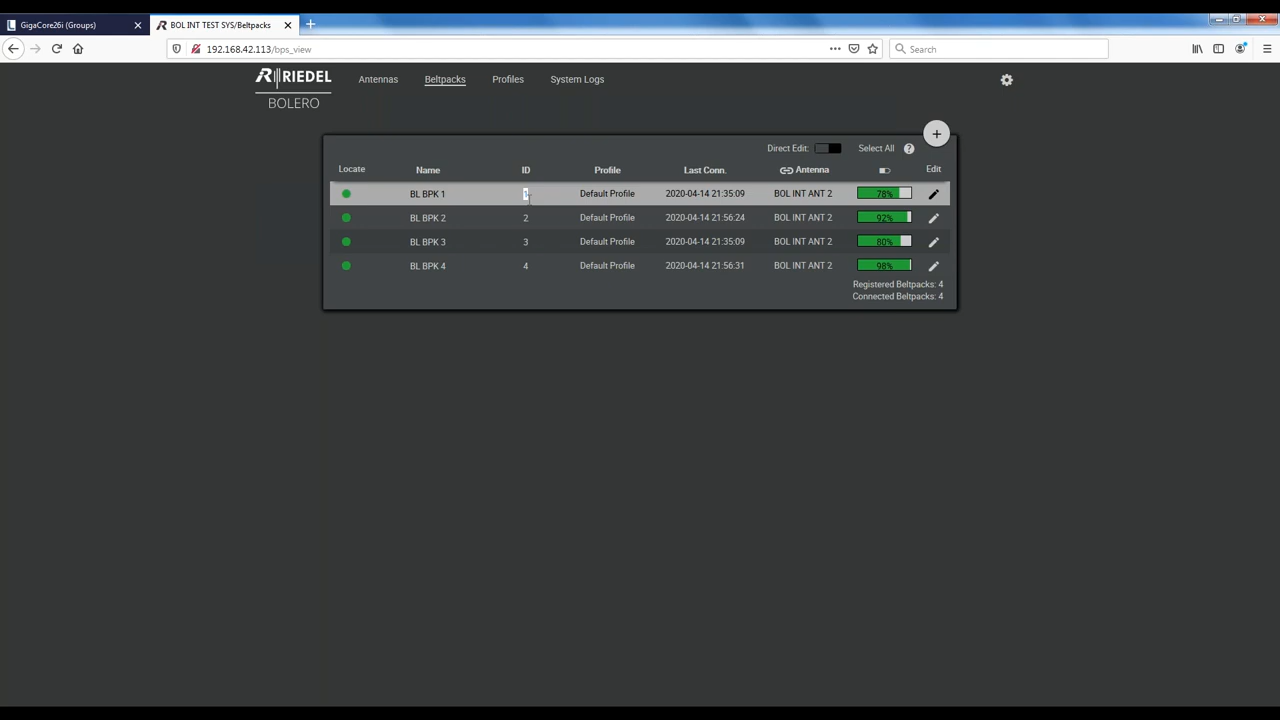 GigaCore26i (Groups)
BOL INT TEST SYS/Beltpacks
192.168.42.113/bps_view
Search
RIEDEL
BOLERO
Antennas
Beltpacks
Profiles
System Logs
Direct Edit:
Select All
Locate Name ID Profile Last Conn. Antenna Edit
BL BPK 1 1 Default Profile 2020-04-14 21:35:09 BOL INT ANT 2 78%
BL BPK 2 2 Default Profile 2020-04-14 21:56:24 BOL INT ANT 2 92%
BL BPK 3 3 Default Profile 2020-04-14 21:35:09 BOL INT ANT 2 80%
BL BPK 4 4 Default Profile 2020-04-14 21:56:31 BOL INT ANT 2 98%
Registered Beltpacks: 4
Connected Beltpacks: 4